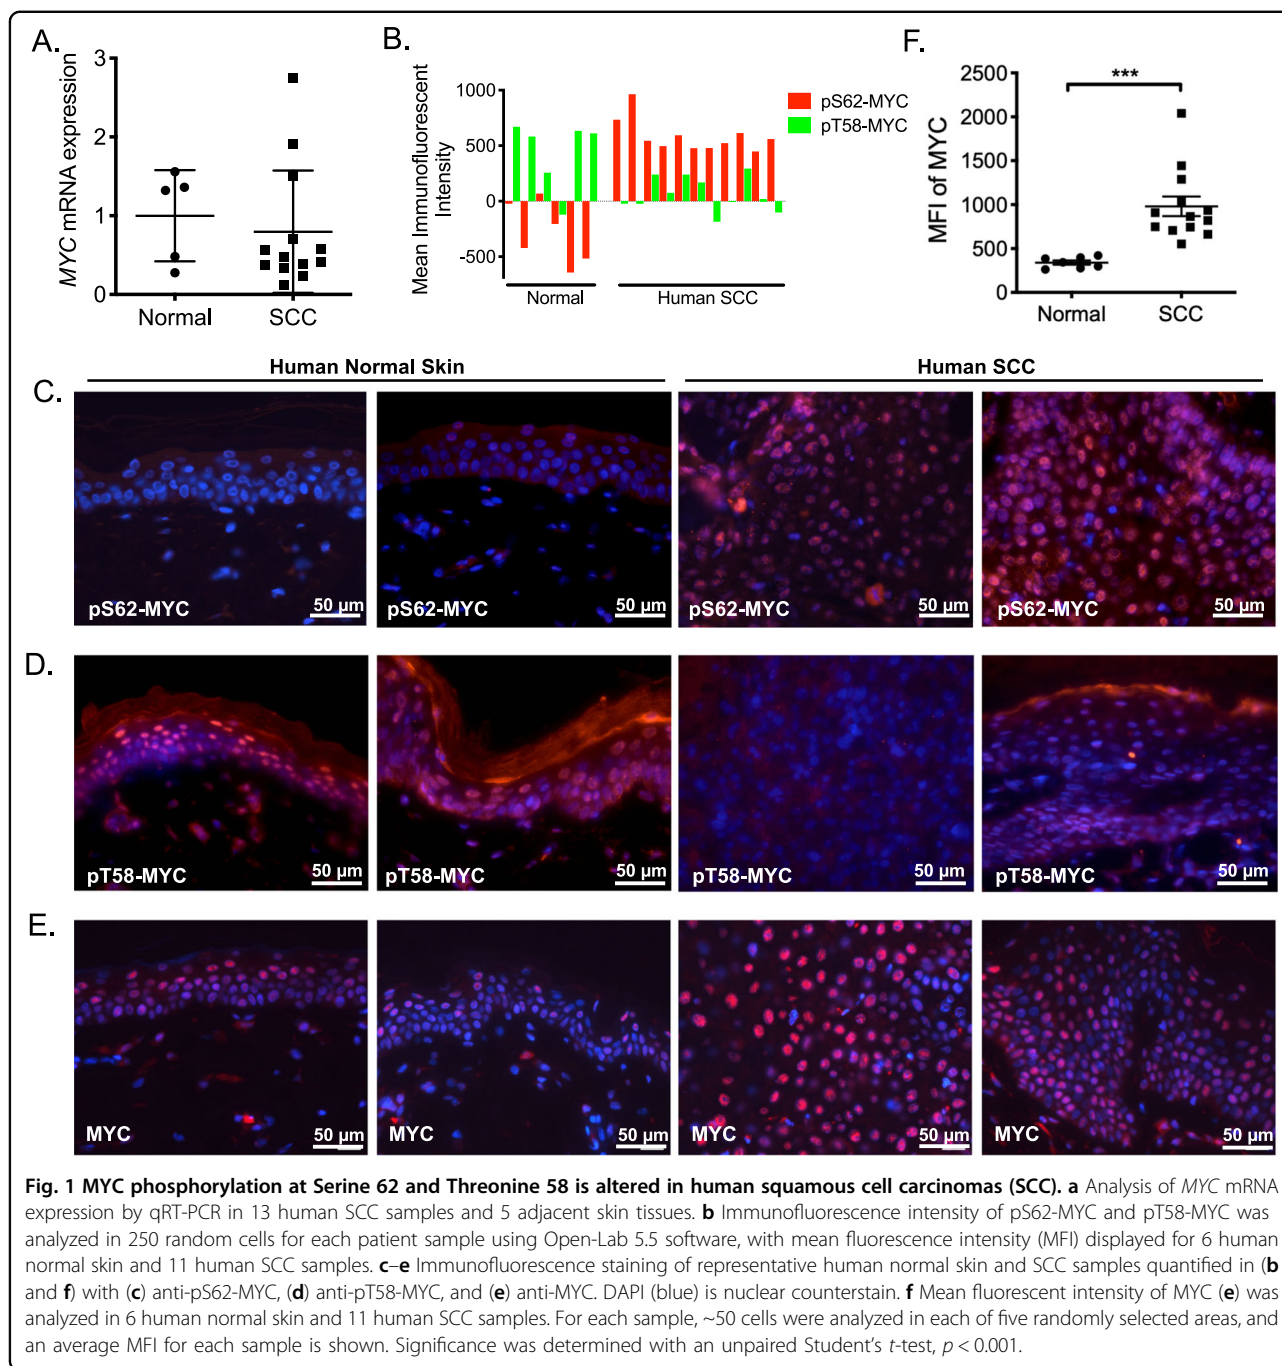 A.
MYC mRNA expression
3
2
1
0
Normal
SCC
B.
Mean Immunofluorescent
Intensity
1000
500
0
-500
Normal
Human SCC
pS62-MYC
pT58-MYC
F.
MFI of MYC
2500
2000
1500
1000
500
0
***
Normal
SCC
Human Normal Skin
Human SCC
C.
pS62-MYC
50 µm
pS62-MYC
50 µm
pS62-MYC
50 µm
pS62-MYC
50 µm
D.
pT58-MYC
50 µm
pT58-MYC
50 µm
pT58-MYC
50 µm
pT58-MYC
50 µm
E.
MYC
50 µm
MYC
50 µm
MYC
50 µm
MYC
50 µm
Fig. 1 MYC phosphorylation at Serine 62 and Threonine 58 is altered in human squamous cell carcinomas (SCC). a Analysis of MYC mRNA
expression by qRT-PCR in 13 human SCC samples and 5 adjacent skin tissues. b Immunofluorescence intensity of pS62-MYC and pT58-MYC was
analyzed in 250 random cells for each patient sample using Open-Lab 5.5 software, with mean fluorescence intensity (MFI) displayed for 6 human
normal skin and 11 human SCC samples. c–e Immunofluorescence staining of representative human normal skin and SCC samples quantified in (b
and f) with (c) anti-pS62-MYC, (d) anti-pT58-MYC, and (e) anti-MYC. DAPI (blue) is nuclear counterstain. f Mean fluorescent intensity of MYC (e) was
analyzed in 6 human normal skin and 11 human SCC samples. For each sample, ~50 cells were analyzed in each of five randomly selected areas, and
an average MFI for each sample is shown. Significance was determined with an unpaired Student's t-test, p < 0.001.